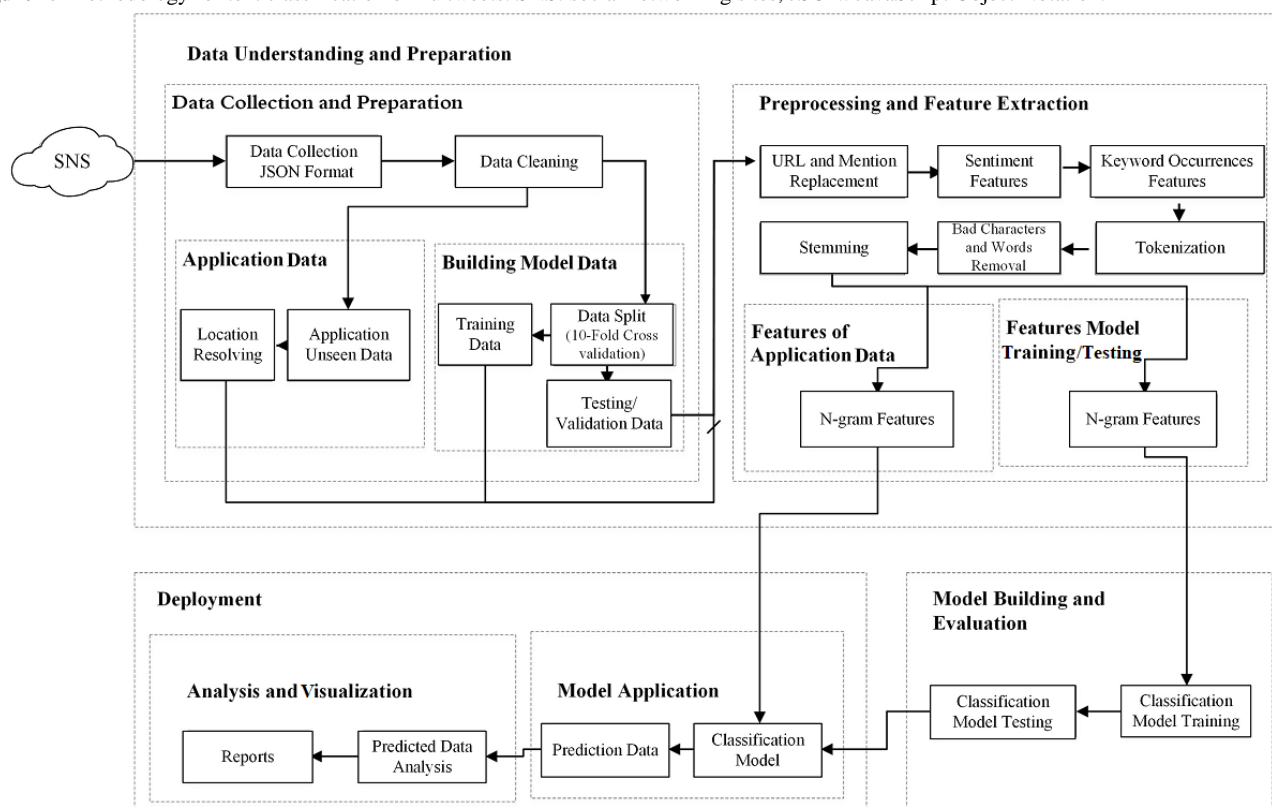 Data Understanding and Preparation
Data Collection and Preparation
SNS
Data Collection
JSON Format
Data Cleaning
Application Data
Location
Resolving
Application
Unseen Data
Building Model Data
Training
Data
Data Split
(10-Fold Cross
validation)
Testing/
Validation Data
Preprocessing and Feature Extraction
URL and Mention
Replacement
Sentiment
Features
Keyword Occurrences
Features
Stemming
Bad Characters
and Words
Removal
Tokenization
Features of
Application Data
N-gram Features
Features Model
Training/Testing
N-gram Features
Deployment
Analysis and Visualization
Reports
Predicted Data
Analysis
Model Application
Prediction Data
Classification
Model
Model Building and
Evaluation
Classification
Model Testing
Classification
Model Training